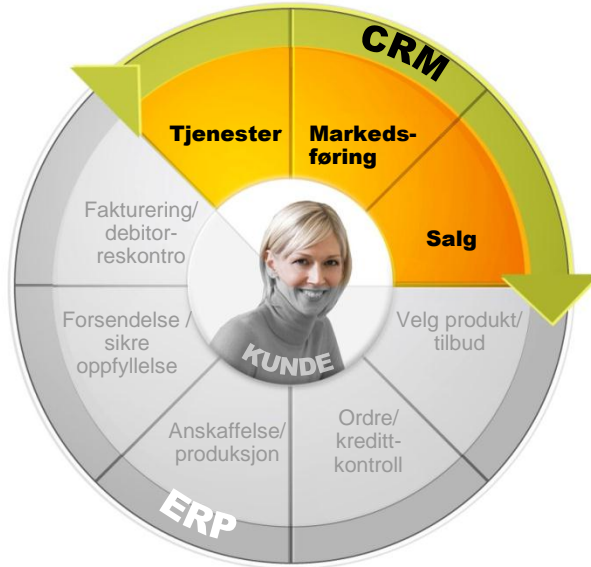 CRM
Tjenester
Markeds-
føring
Salg
Velg produkt/
tilbud
Ordre/
kreditt-
kontroll
Anskaffelse/
produksjon
Forsendelse /
sikre
oppfyllelse
Fakturering/
debitor-
reskontro
KUNDE
ERP